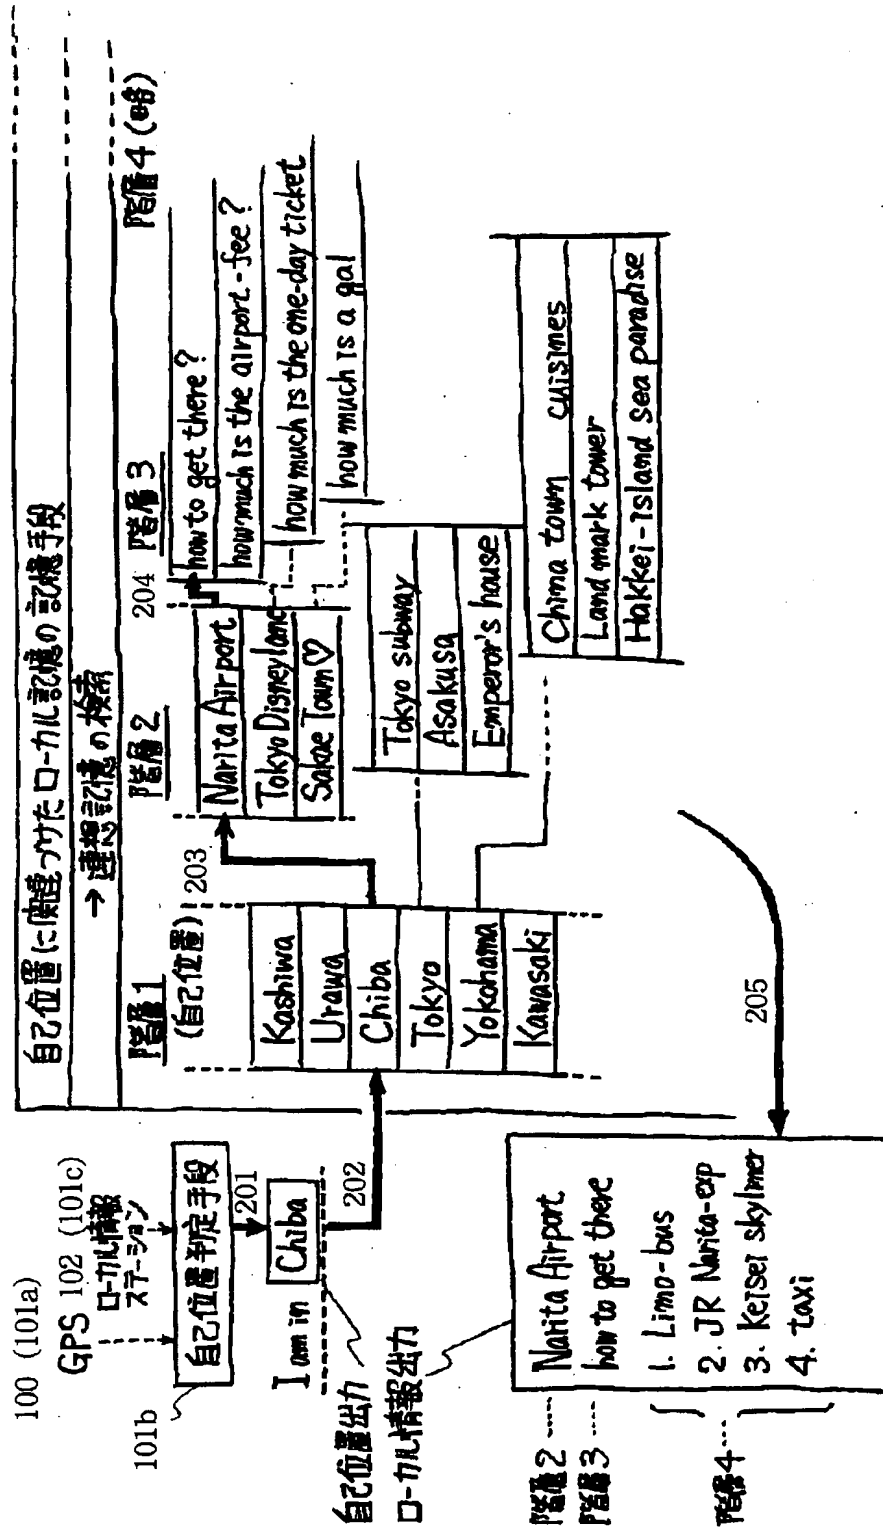 100 (101a)
GPS 102 (101c)
ローカル情報
ステーション
101b
自己位置判定手段
201
I am in Chiba
202
自己位置出力
ローカル情報出力
自己位置に関連づけたローカル記憶の記憶手段
→ 連想記憶の検索
階層1
(自己位置)
Kashiwa
Urawa
Chiba
Tokyo
Yokohama
Kawasaki
203
階層2
Narita Airport
Tokyo Disneyland
Sakae Town♡
Tokyo subway
Asakusa
Emperor's house
China town cuisines
Land mark tower
Hakkei-Island sea paradise
204
階層3
how to get there?
how much is the airport-fee?
how much is the one-day ticket
how much is a gal
階層4(略)
205
階層2 Narita Airport
階層3 how to get there
階層4
1. Limo-bus
2. JR Narita-exp
3. Keisei skyliner
4. taxi